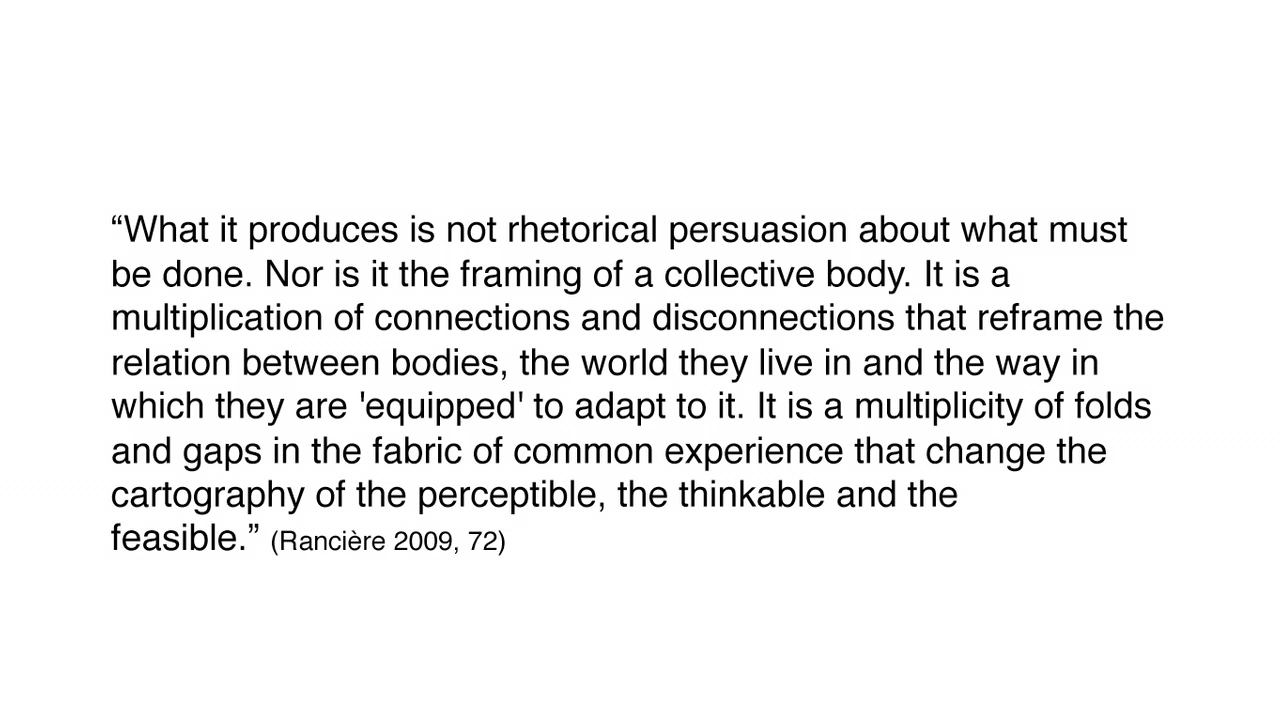 “What it produces is not rhetorical persuasion about what must
be done. Nor is it the framing of a collective body. It is a
multiplication of connections and disconnections that reframe the
relation between bodies, the world they live in and the way in
which they are 'equipped' to adapt to it. It is a multiplicity of folds
and gaps in the fabric of common experience that change the
cartography of the perceptible, the thinkable and the
feasible.” (Rancière 2009, 72)